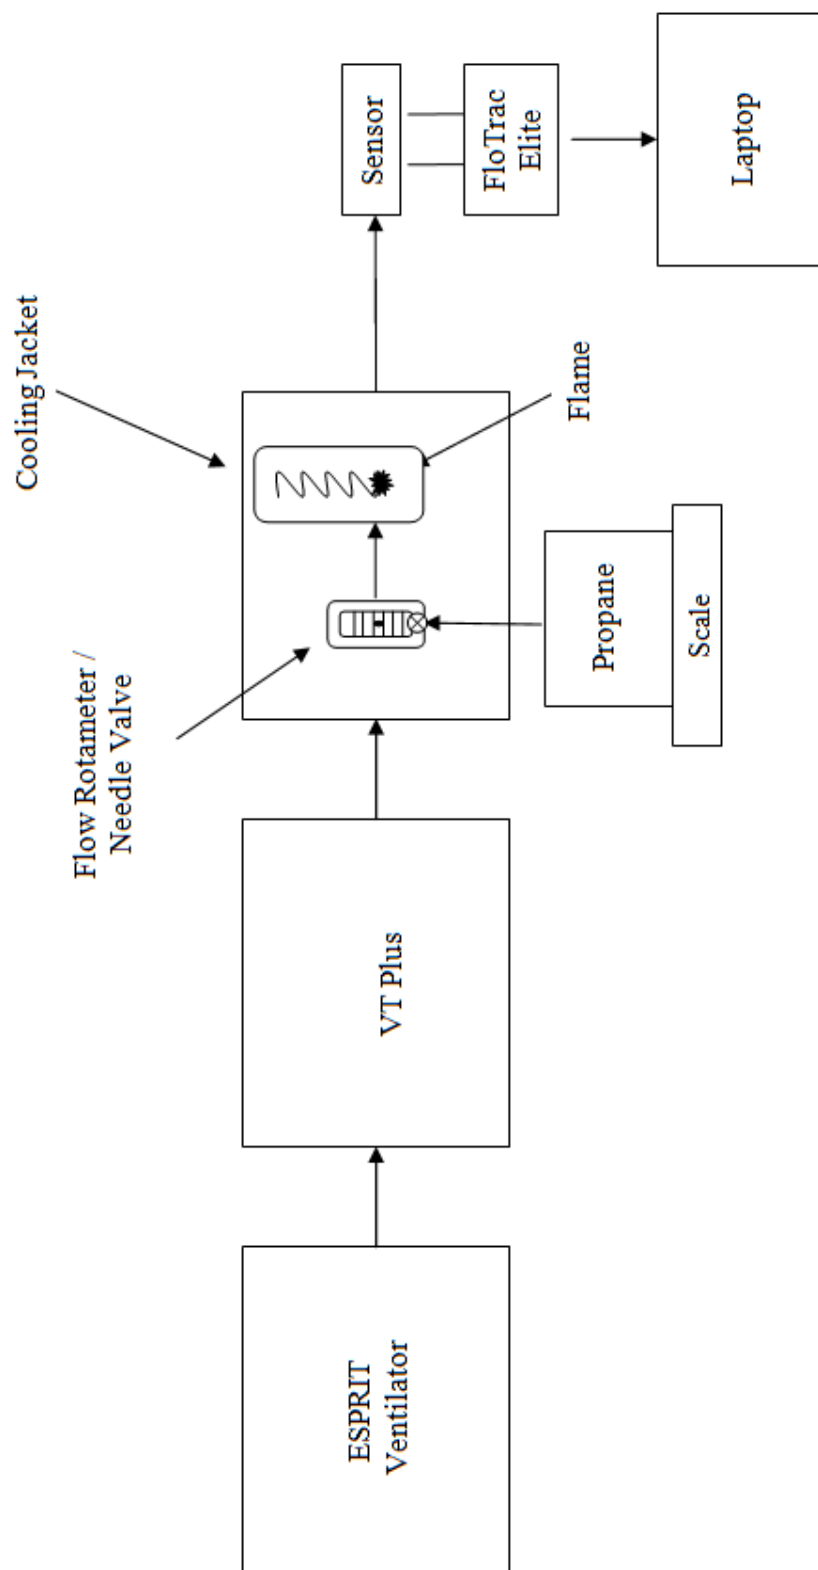 Cooling Jacket
Flow Rotameter /
Needle Valve
ESPRIT
Ventilator
VT Plus
Sensor
FloTrac
Elite
Laptop
Flame
Propane
Scale